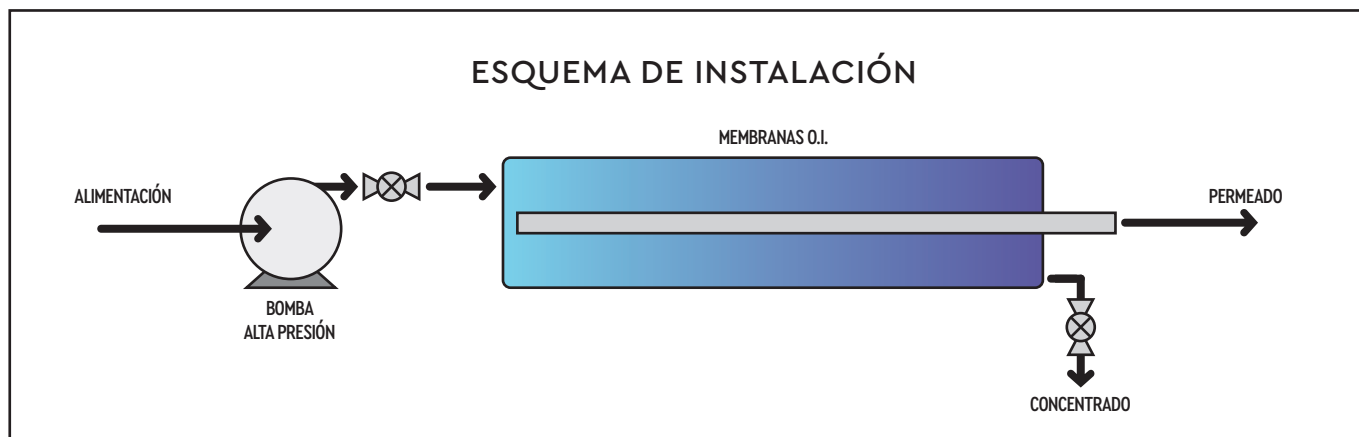 ESQUEMA DE INSTALACIÓN
MEMBRANAS O.I.
ALIMENTACIÓN
PERMEADO
BOMBA
ALTA PRESIÓN
CONCENTRADO